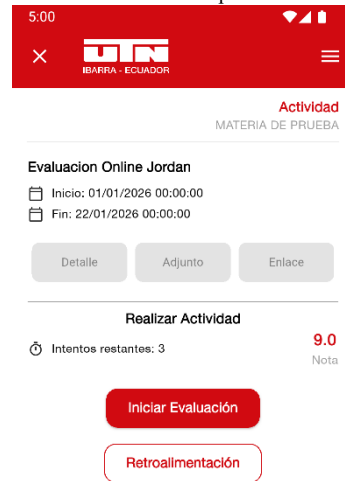 5:00
UTN
IBARRA - ECUADOR
Actividad
MATERIA DE PRUEBA
Evaluacion Online Jordan
Inicio: 01/01/2026 00:00:00
Fin: 22/01/2026 00:00:00
Detalle Adjunto Enlace
Realizar Actividad
Intentos restantes: 3
9.0
Nota
Iniciar Evaluación
Retroalimentación